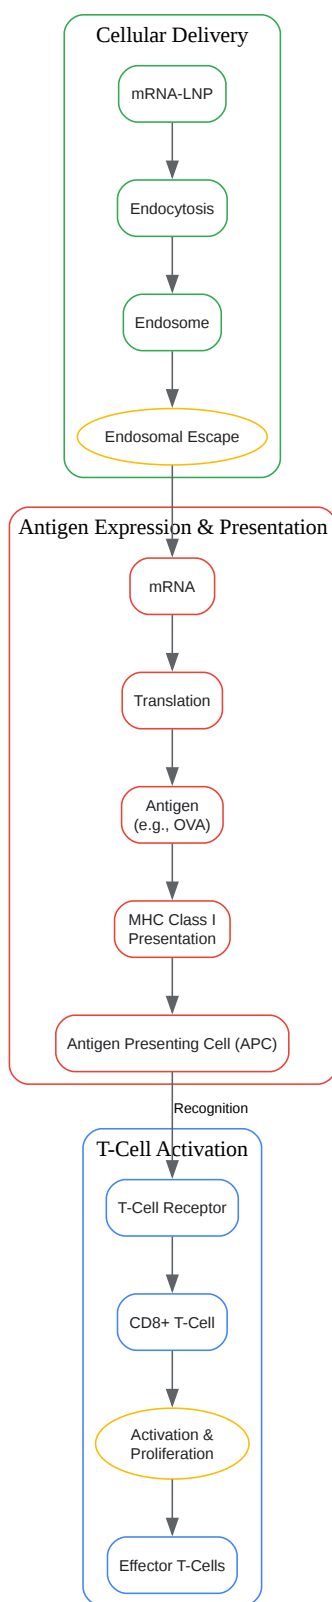 Cellular Delivery
mRNA-LNP
Endocytosis
Endosome
Endosomal Escape
Antigen Expression & Presentation
mRNA
Translation
Antigen
(e.g., OVA)
MHC Class I
Presentation
Antigen Presenting Cell (APC)
Recognition
T-Cell Activation
T-Cell Receptor
CD8+ T-Cell
Activation &
Proliferation
Effector T-Cells